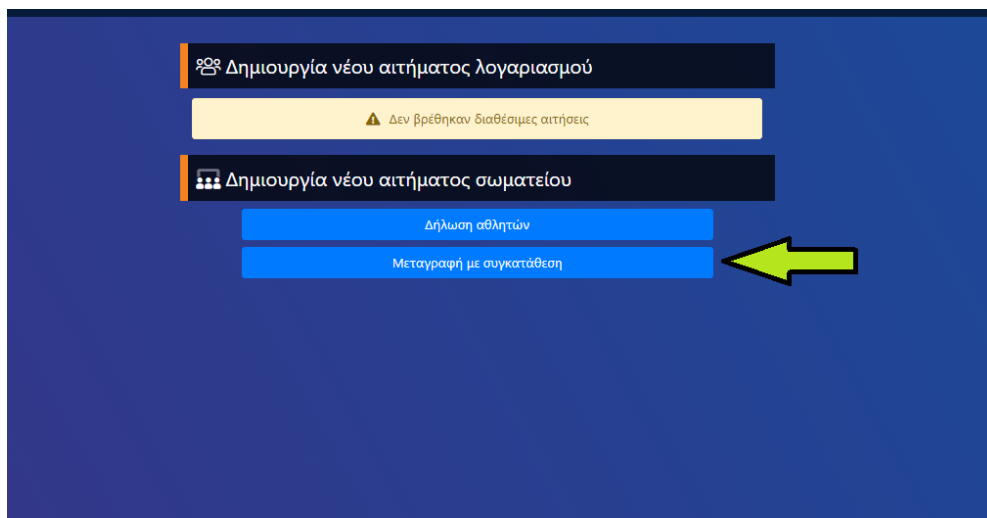 Δημιουργία νέου αιτήματος λογαριασμού
Δεν βρέθηκαν διαθέσιμες αιτήσεις
Δημιουργία νέου αιτήματος σωματείου
Δήλωση αθλητών
Μεταγραφή με συγκατάθεση